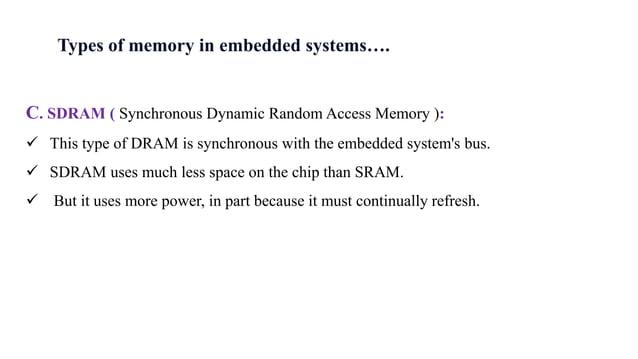 Types of memory in embedded systems….
C. SDRAM ( Synchronous Dynamic Random Access Memory ):
✓ This type of DRAM is synchronous with the embedded system's bus.
✓ SDRAM uses much less space on the chip than SRAM.
✓ But it uses more power, in part because it must continually refresh.